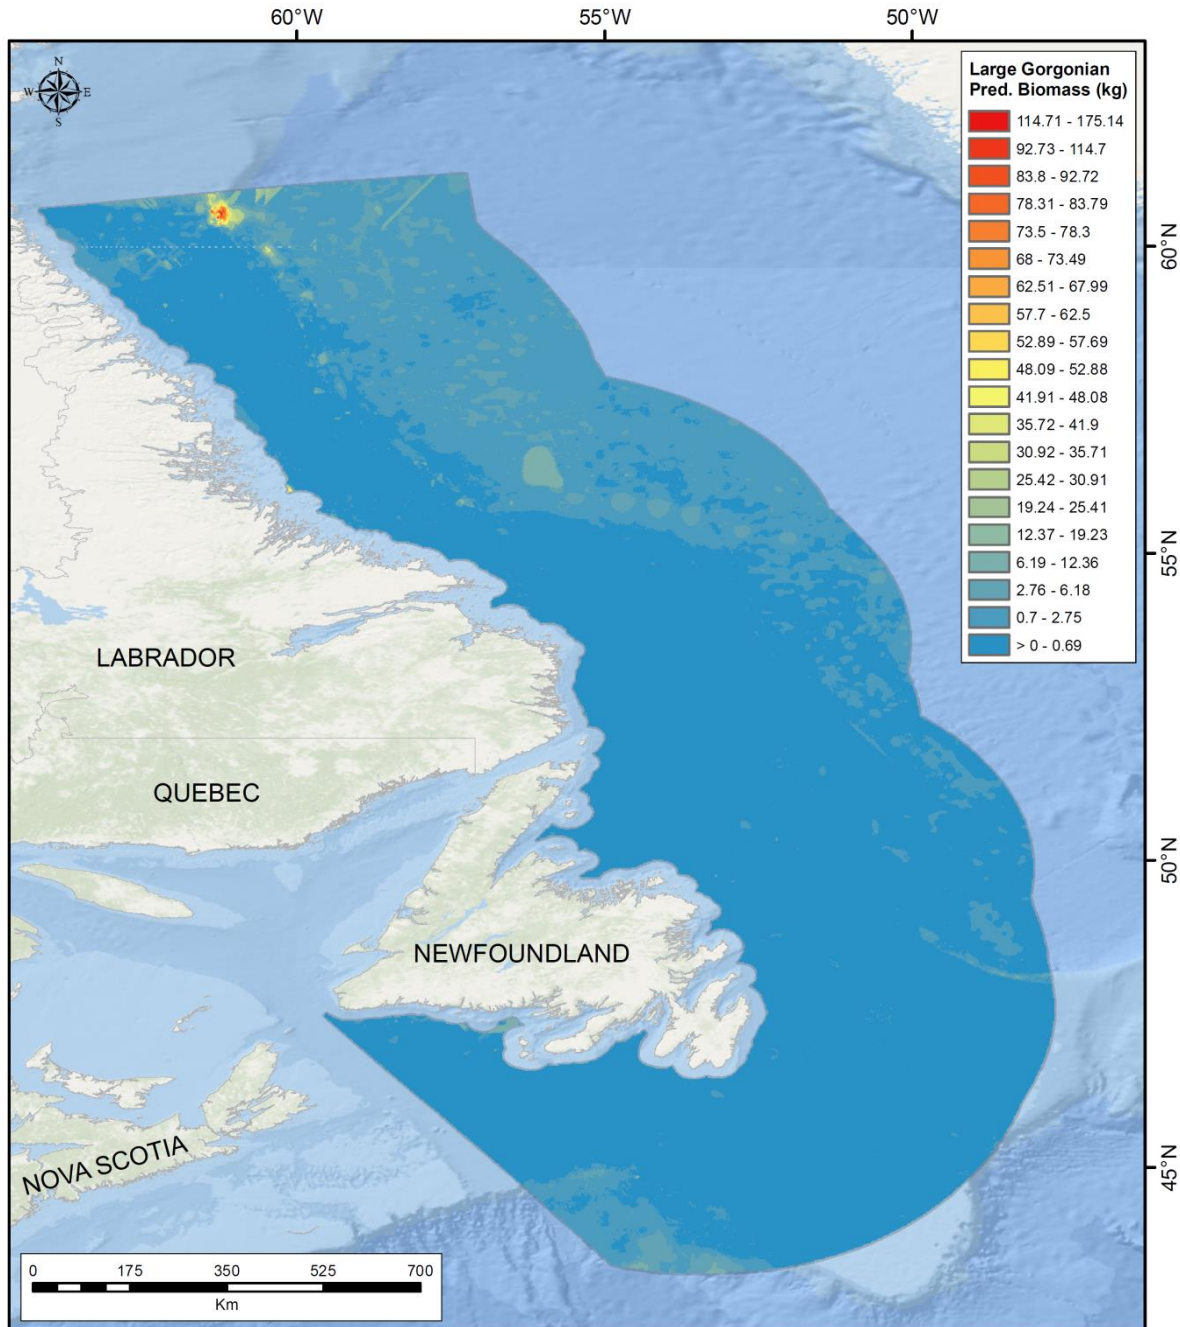 60°W 55°W 50°W
N
W E
S
Large Gorgonian
Pred. Biomass (kg)
114.71 - 175.14
92.73 - 114.7
83.8 - 92.72
78.31 - 83.79
73.5 - 78.3
68 - 73.49
62.51 - 67.99
57.7 - 62.5
52.89 - 57.69
48.09 - 52.88
41.91 - 48.08
35.72 - 41.9
30.92 - 35.71
25.42 - 30.91
19.24 - 25.41
12.37 - 19.23
6.19 - 12.36
2.76 - 6.18
0.7 - 2.75
> 0 - 0.69
60°N
55°N
50°N
45°N
LABRADOR
QUEBEC
NEWFOUNDLAND
NOVA SCOTIA
0 175 350 525 700
Km